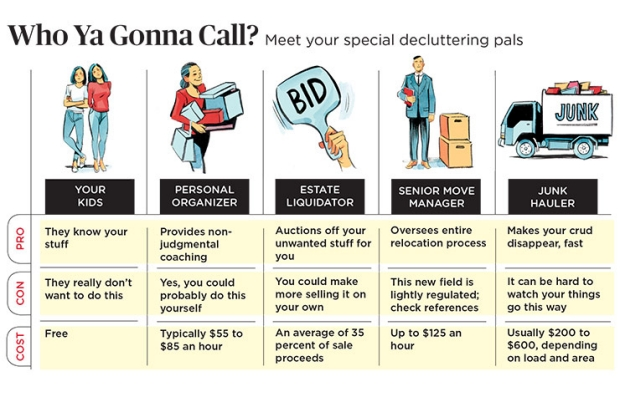 Who Ya Gonna Call? Meet your special decluttering pals
BID
JUNK
YOUR
KIDS
PERSONAL
ORGANIZER
ESTATE
LIQUIDATOR
SENIOR MOVE
MANAGER
JUNK
HAULER
PRO
They know your
stuff
Provides non-
judgmental
coaching
Auctions off your
unwanted stuff for
you
Oversees entire
relocation process
Makes your crud
disappear, fast
CON
They really don't
want to do this
Yes, you could
probably do this
yourself
You could make
more selling it on
your own
This new field is
lightly regulated;
check references
It can be hard to
watch your things
go this way
COST
Free
Typically $55 to
$85 an hour
An average of 35
percent of sale
proceeds
Up to $125 an
hour
Usually $200 to
$600, depending
on load and area